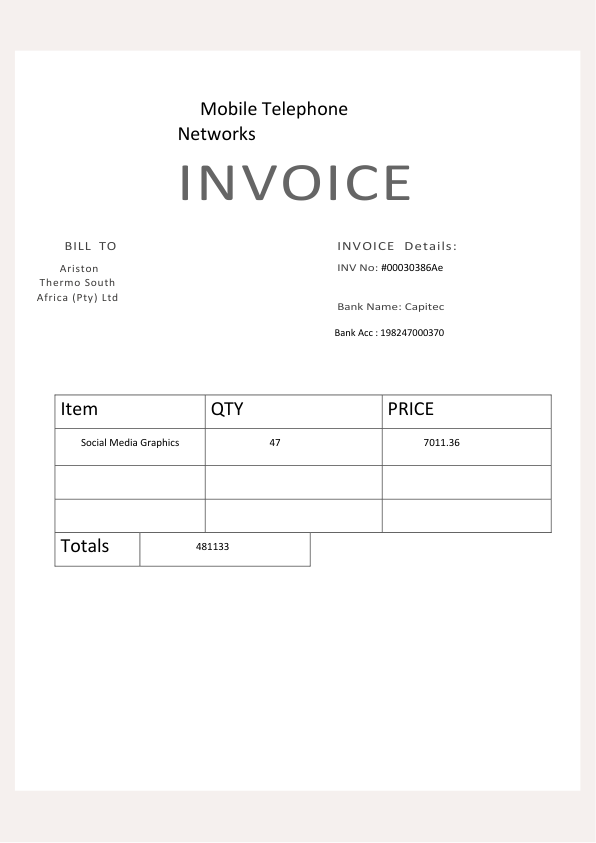 Mobile Telephone
Networks
INVOICE
BILL TO
Ariston
Thermo South
Africa (Pty) Ltd
INVOICE Details:
INV No: #00030386Ae
Bank Name: Capitec
Bank Acc : 198247000370
Item QTY PRICE
Social Media Graphics 47 7011.36
Totals 481133